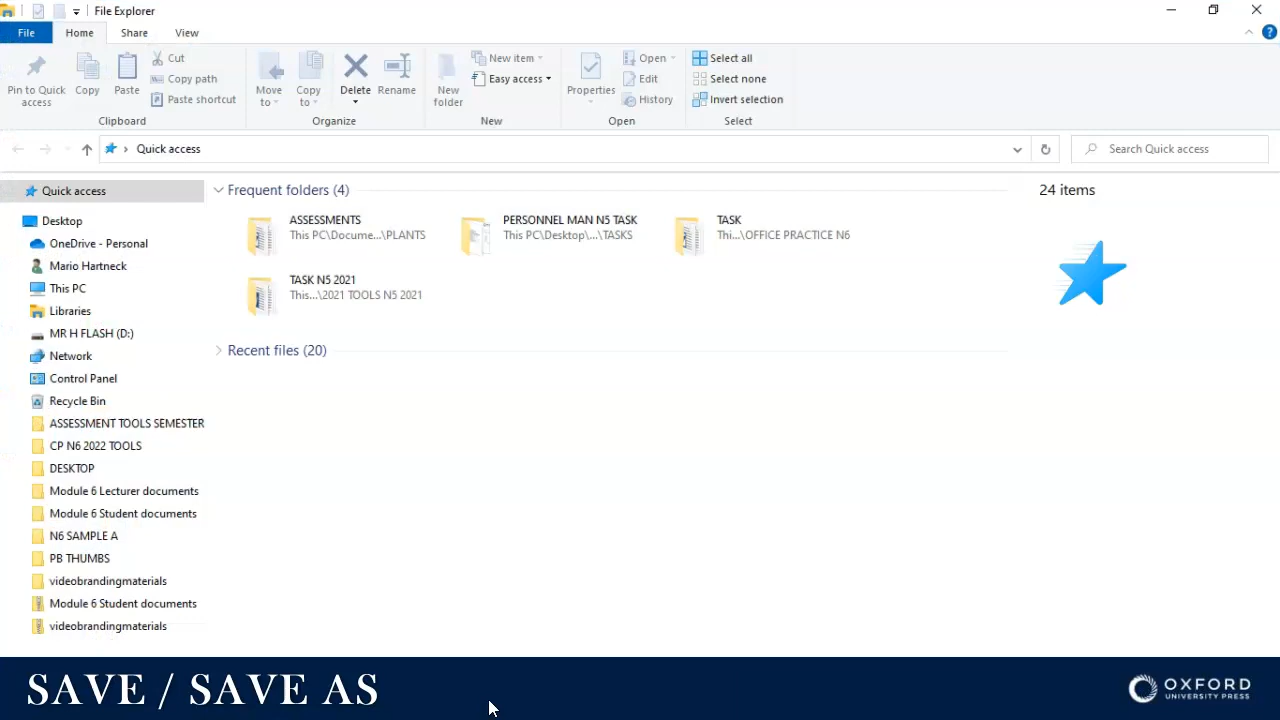 File Explorer
File Home Share View
Pin to Quick access
Copy
Paste
Cut
Copy path
Paste shortcut
Clipboard
Move to
Copy to
Delete
Rename
Organize
New folder
New item
Easy access
New
Properties
Open
Edit
History
Open
Select all
Select none
Invert selection
Select
Quick access
Search Quick access
Quick access
Desktop
OneDrive - Personal
Mario Hartneck
This PC
Libraries
MR H FLASH (D:)
Network
Control Panel
Recycle Bin
ASSESSMENT TOOLS SEMESTER
CP N6 2022 TOOLS
DESKTOP
Module 6 Lecturer documents
Module 6 Student documents
N6 SAMPLE A
PB THUMBS
videobrandingmaterials
Module 6 Student documents
videobrandingmaterials
Frequent folders (4)
ASSESSMENTS
This PC\Docume...\PLANTS
PERSONNEL MAN N5 TASK
This PC\Desktop\...\TASKS
TASK
Thi...\OFFICE PRACTICE N6
TASK N5 2021
This...\2021 TOOLS N5 2021
Recent files (20)
24 items
SAVE / SAVE AS
OXFORD
UNIVERSITY PRESS